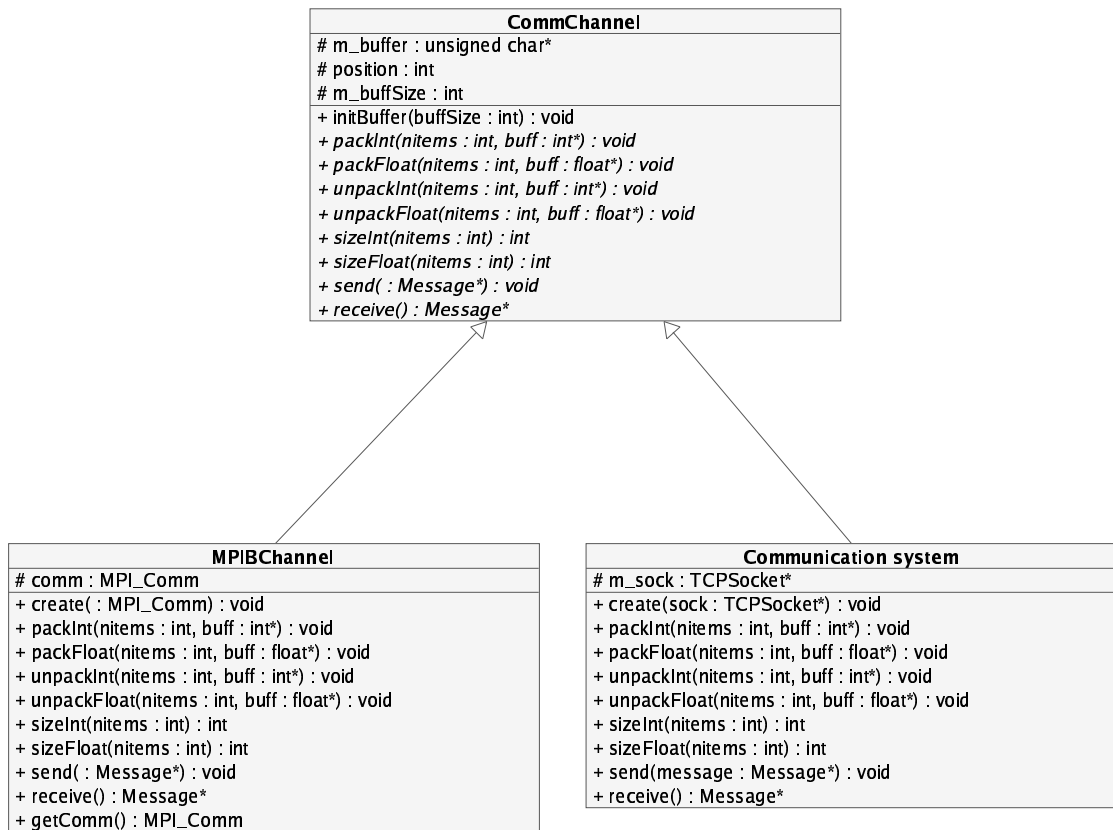 CommChannel
# m_buffer : unsigned char*
# position : int
# m_buffSize : int
+ initBuffer(buffSize : int) : void
+ packInt(nitems : int, buff : int*) : void
+ packFloat(nitems : int, buff : float*) : void
+ unpackInt(nitems : int, buff : int*) : void
+ unpackFloat(nitems : int, buff : float*) : void
+ sizeInt(nitems : int) : int
+ sizeFloat(nitems : int) : int
+ send( : Message*) : void
+ receive() : Message*
MPIBChannel
# comm : MPI_Comm
+ create( : MPI_Comm) : void
+ packInt(nitems : int, buff : int*) : void
+ packFloat(nitems : int, buff : float*) : void
+ unpackInt(nitems : int, buff : int*) : void
+ unpackFloat(nitems : int, buff : float*) : void
+ sizeInt(nitems : int) : int
+ sizeFloat(nitems : int) : int
+ send( : Message*) : void
+ receive() : Message*
+ getComm() : MPI_Comm
Communication system
# m_sock : TCPSocket*
+ create(sock : TCPSocket*) : void
+ packInt(nitems : int, buff : int*) : void
+ packFloat(nitems : int, buff : float*) : void
+ unpackInt(nitems : int, buff : int*) : void
+ unpackFloat(nitems : int, buff : float*) : void
+ sizeInt(nitems : int) : int
+ sizeFloat(nitems : int) : int
+ send(message : Message*) : void
+ receive() : Message*